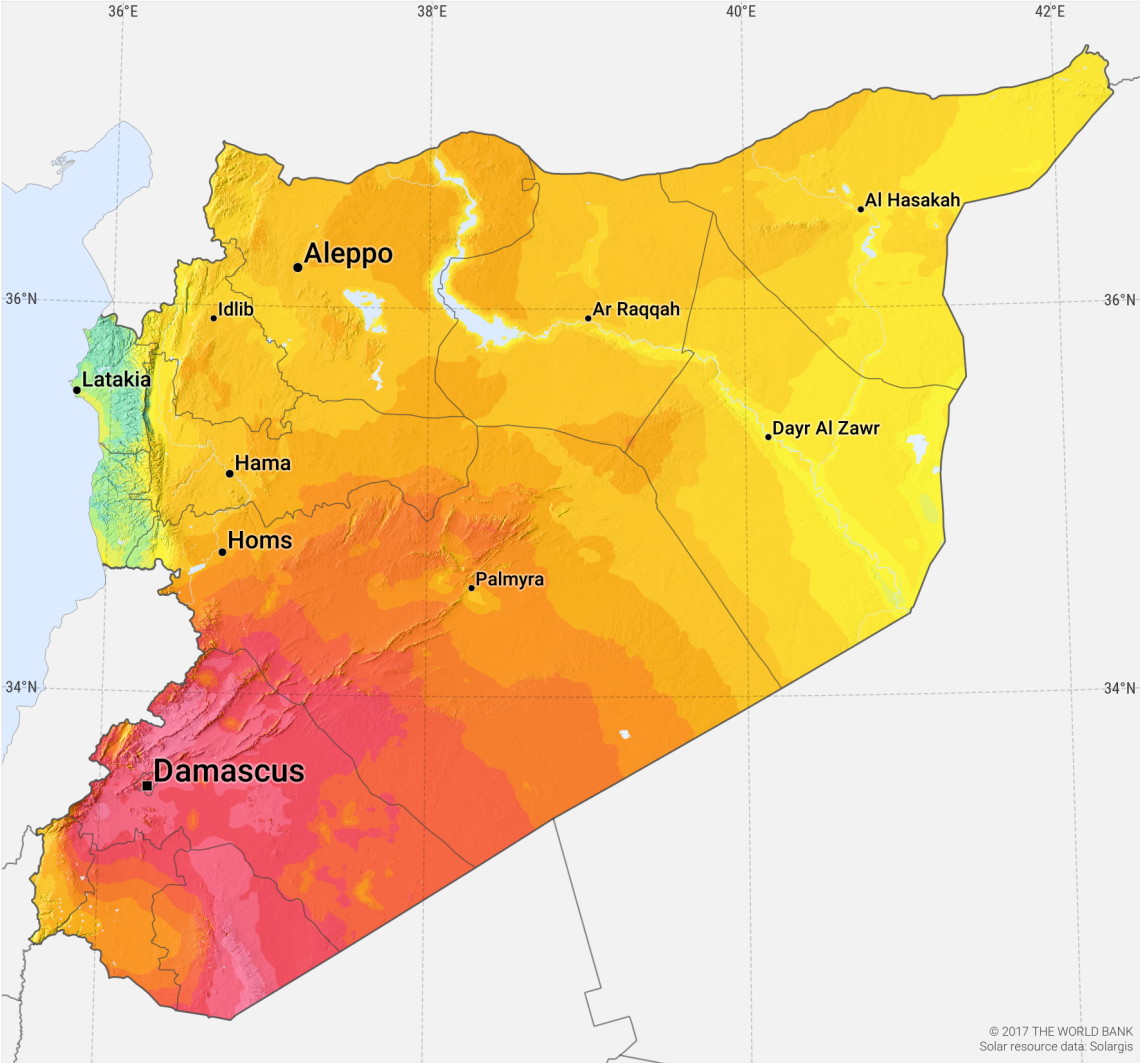 36°E
38°E
40°E
42°E
Al Hasakah
Aleppo
36°N
36°N
Idlib
Ar Raqqah
Latakia
Dayr Al Zawr
Hama
Homs
Palmyra
34°N
34°N
Damascus
© 2017 THE WORLD BANK
Solar resource data: Solargis